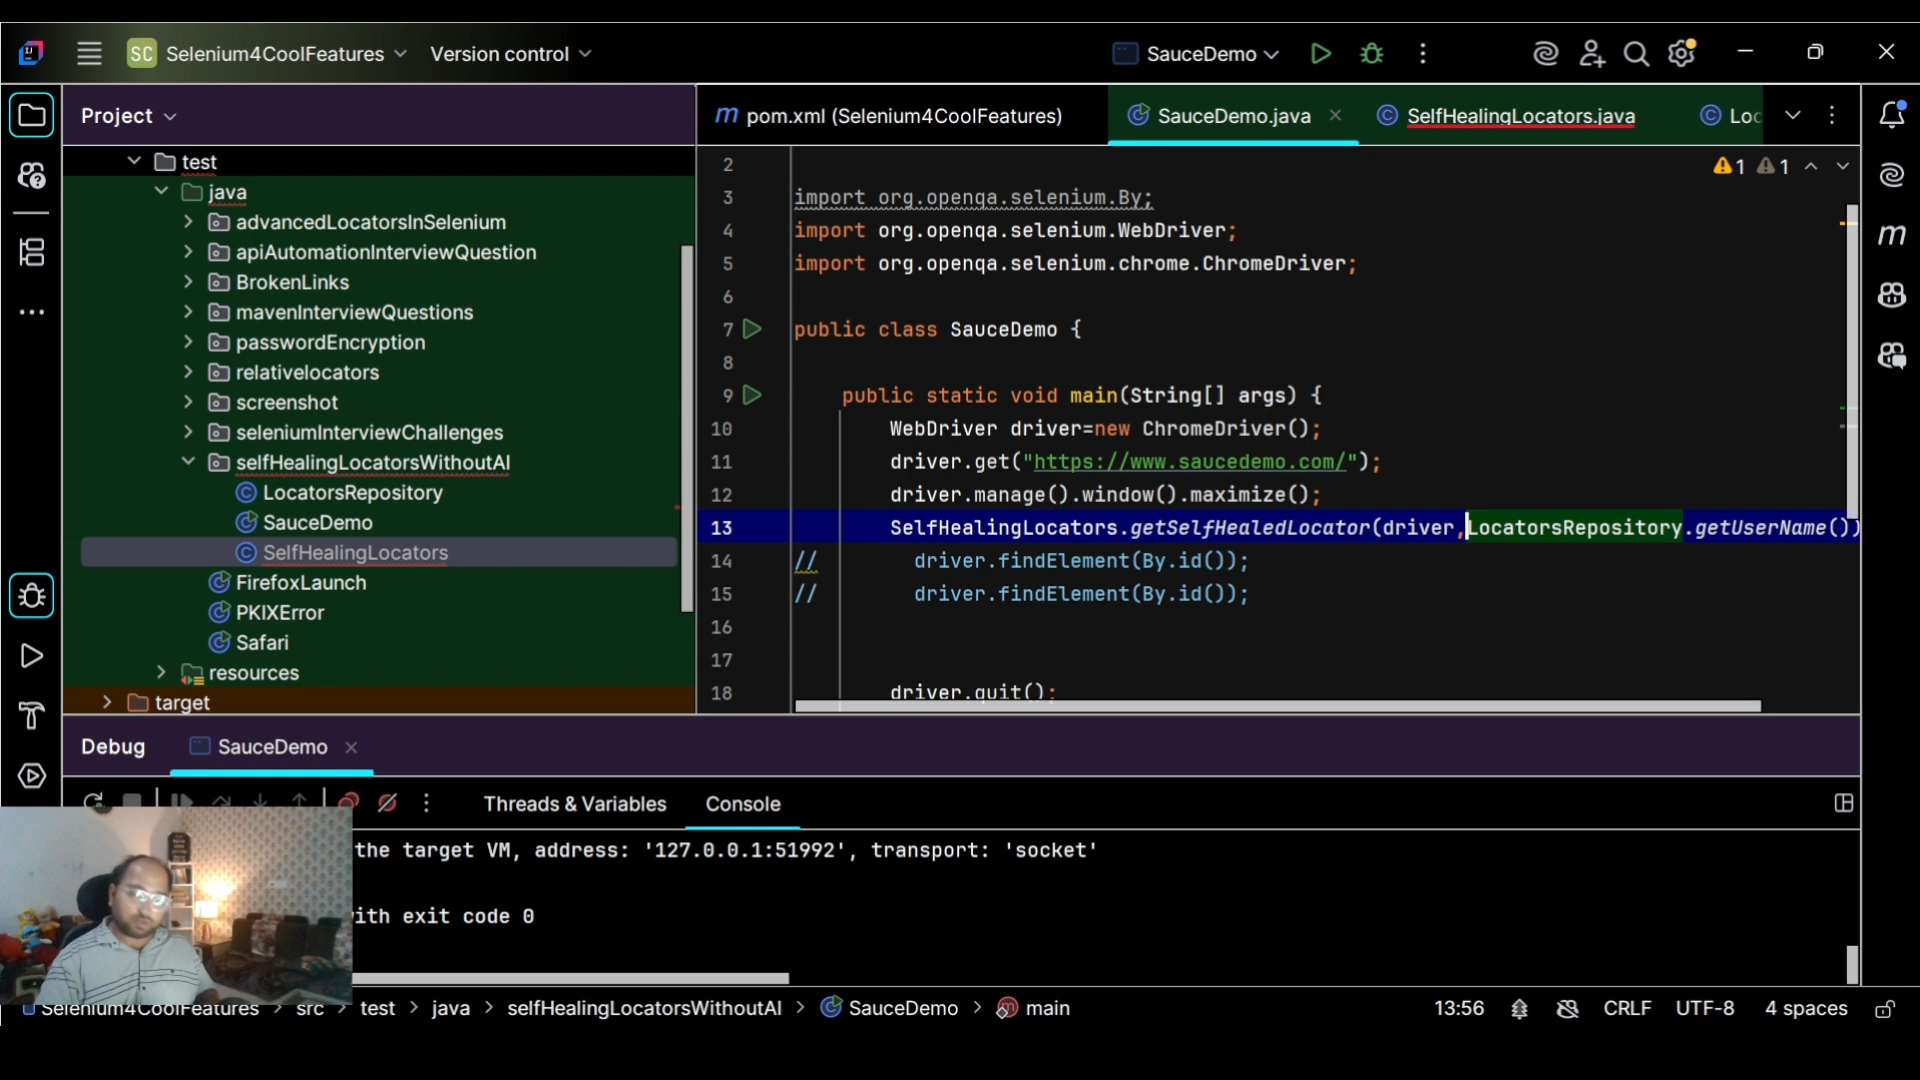 SC Selenium4CoolFeatures Version control SauceDemo
Project
pom.xml (Selenium4CoolFeatures) SauceDemo.java SelfHealingLocators.java Loc
test
java
advancedLocatorsInSelenium
apiAutomationInterviewQuestion
BrokenLinks
mavenInterviewQuestions
passwordEncryption
relativelocators
screenshot
seleniumInterviewChallenges
selfHealingLocatorsWithoutAI
LocatorsRepository
SauceDemo
SelfHealingLocators
FirefoxLaunch
PKIXError
Safari
resources
target
1 1
2
3 import org.openqa.selenium.By;
4 import org.openqa.selenium.WebDriver;
5 import org.openqa.selenium.chrome.ChromeDriver;
6
7 public class SauceDemo {
8
9 public static void main(String[] args) {
10 WebDriver driver=new ChromeDriver();
11 driver.get("https://www.saucedemo.com/");
12 driver.manage().window().maximize();
13 SelfHealingLocators.getSelfHealedLocator(driver,LocatorsRepository.getUserName())
14 // driver.findElement(By.id());
15 // driver.findElement(By.id());
16
17
18 driver.quit();
Debug SauceDemo
Threads & Variables Console
the target VM, address: '127.0.0.1:51992', transport: 'socket'
with exit code 0
Selenium4CoolFeatures > src > test > java > selfHealingLocatorsWithoutAI > SauceDemo > main 13:56 CRLF UTF-8 4 spaces